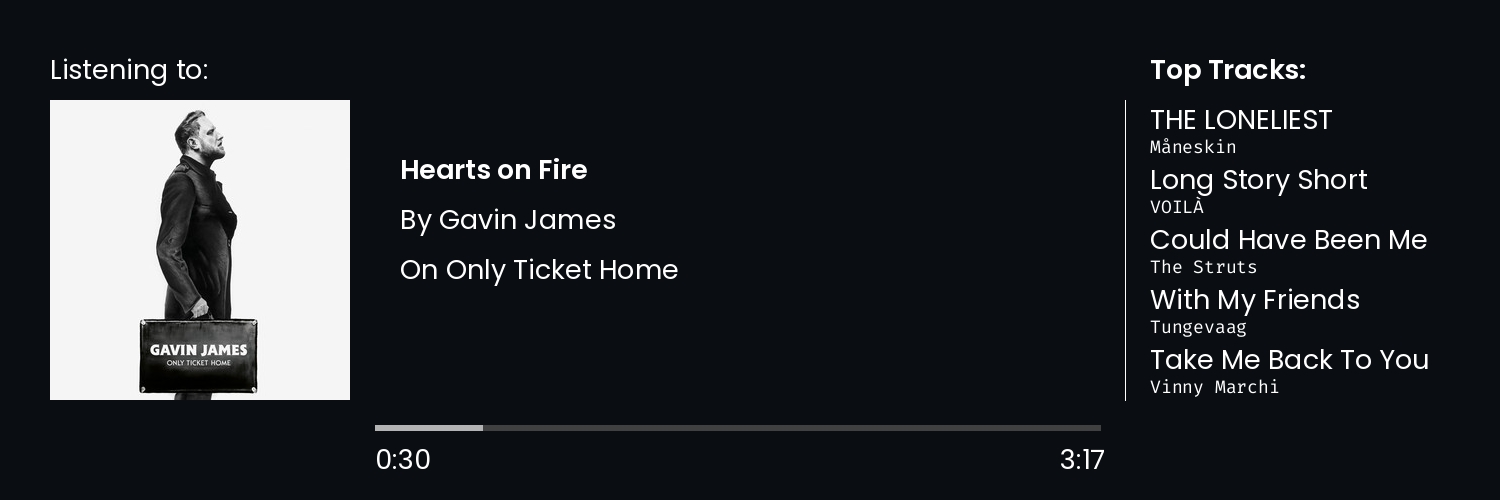 Listening to:
GAVIN JAMES
ONLY TICKET HOME
Hearts on Fire
By Gavin James
On Only Ticket Home
0:30
3:17
Top Tracks:
THE LONELIEST
Måneskin
Long Story Short
VOILÀ
Could Have Been Me
The Struts
With My Friends
Tungevaag
Take Me Back To You
Vinny Marchi